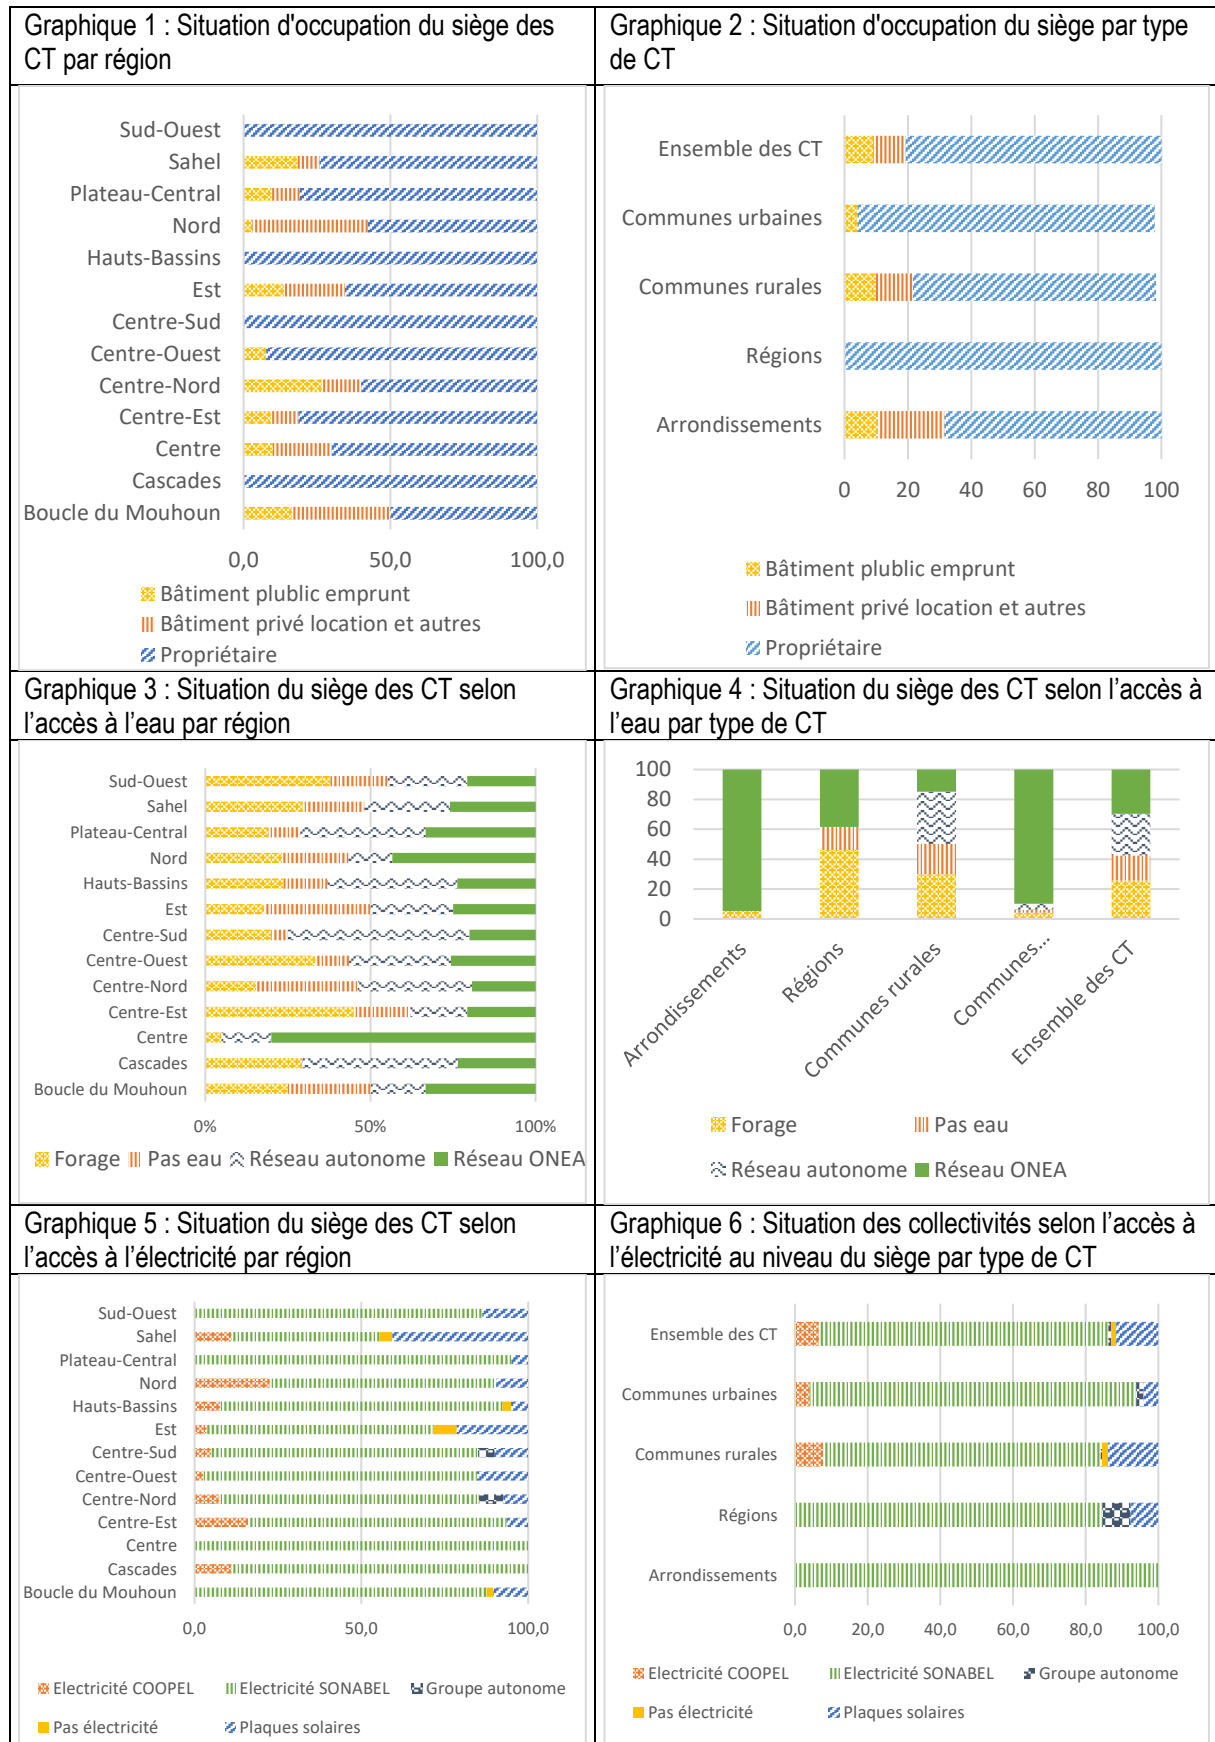 Graphique 1 : Situation d'occupation du siège des
CT par région
Graphique 2 : Situation d'occupation du siège par type
de CT
Sud-Ouest
Sahel
Plateau-Central
Nord
Hauts-Bassins
Est
Centre-Sud
Centre-Ouest
Centre-Nord
Centre-Est
Centre
Cascades
Boucle du Mouhoun
0,0 50,0 100,0
Bâtiment plublic emprunt
Bâtiment privé location et autres
Propriétaire
Ensemble des CT
Communes urbaines
Communes rurales
Régions
Arrondissements
0 20 40 60 80 100
Bâtiment plublic emprunt
Bâtiment privé location et autres
Propriétaire
Graphique 3 : Situation du siège des CT selon
l’accès à l’eau par région
Graphique 4 : Situation du siège des CT selon l’accès à
l’eau par type de CT
Sud-Ouest
Sahel
Plateau-Central
Nord
Hauts-Bassins
Est
Centre-Sud
Centre-Ouest
Centre-Nord
Centre-Est
Centre
Cascades
Boucle du Mouhoun
0% 50% 100%
Forage Pas eau Réseau autonome Réseau ONEA
100
80
60
40
20
0
Arrondissements
Régions
Communes rurales
Communes...
Ensemble des CT
Forage Pas eau
Réseau autonome Réseau ONEA
Graphique 5 : Situation du siège des CT selon
l’accès à l’électricité par région
Graphique 6 : Situation des collectivités selon l’accès à
l’électricité au niveau du siège par type de CT
Sud-Ouest
Sahel
Plateau-Central
Nord
Hauts-Bassins
Est
Centre-Sud
Centre-Ouest
Centre-Nord
Centre-Est
Centre
Cascades
Boucle du Mouhoun
0,0 50,0 100,0
Electricité COOPEL Electricité SONABEL Groupe autonome
Pas électricité Plaques solaires
Ensemble des CT
Communes urbaines
Communes rurales
Régions
Arrondissements
0,0 20,0 40,0 60,0 80,0 100,0
Electricité COOPEL Electricité SONABEL Groupe autonome
Pas électricité Plaques solaires